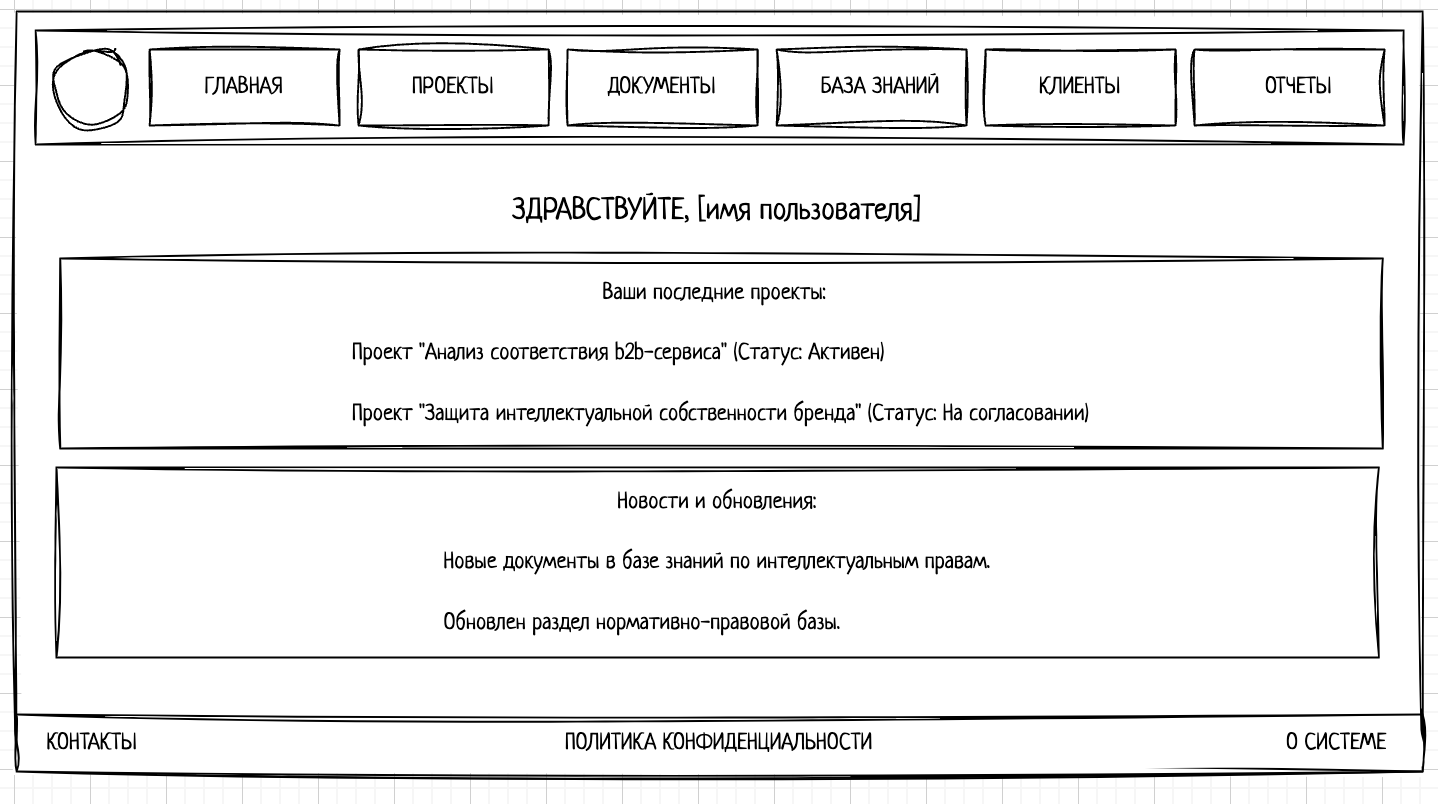 ГЛАВНАЯ
ПРОЕКТЫ
ДОКУМЕНТЫ
БАЗА ЗНАНИЙ
КЛИЕНТЫ
ОТЧЕТЫ
ЗДРАВСТВУЙТЕ, [имя пользователя]
Ваши последние проекты:
Проект "Анализ соответствия b2b-сервиса" (Статус: Активен)
Проект "Защита интеллектуальной собственности бренда" (Статус: На согласовании)
Новости и обновления:
Новые документы в базе знаний по интеллектуальным правам.
Обновлен раздел нормативно-правовой базы.
КОНТАКТЫ
ПОЛИТИКА КОНФИДЕНЦИАЛЬНОСТИ
О СИСТЕМЕ